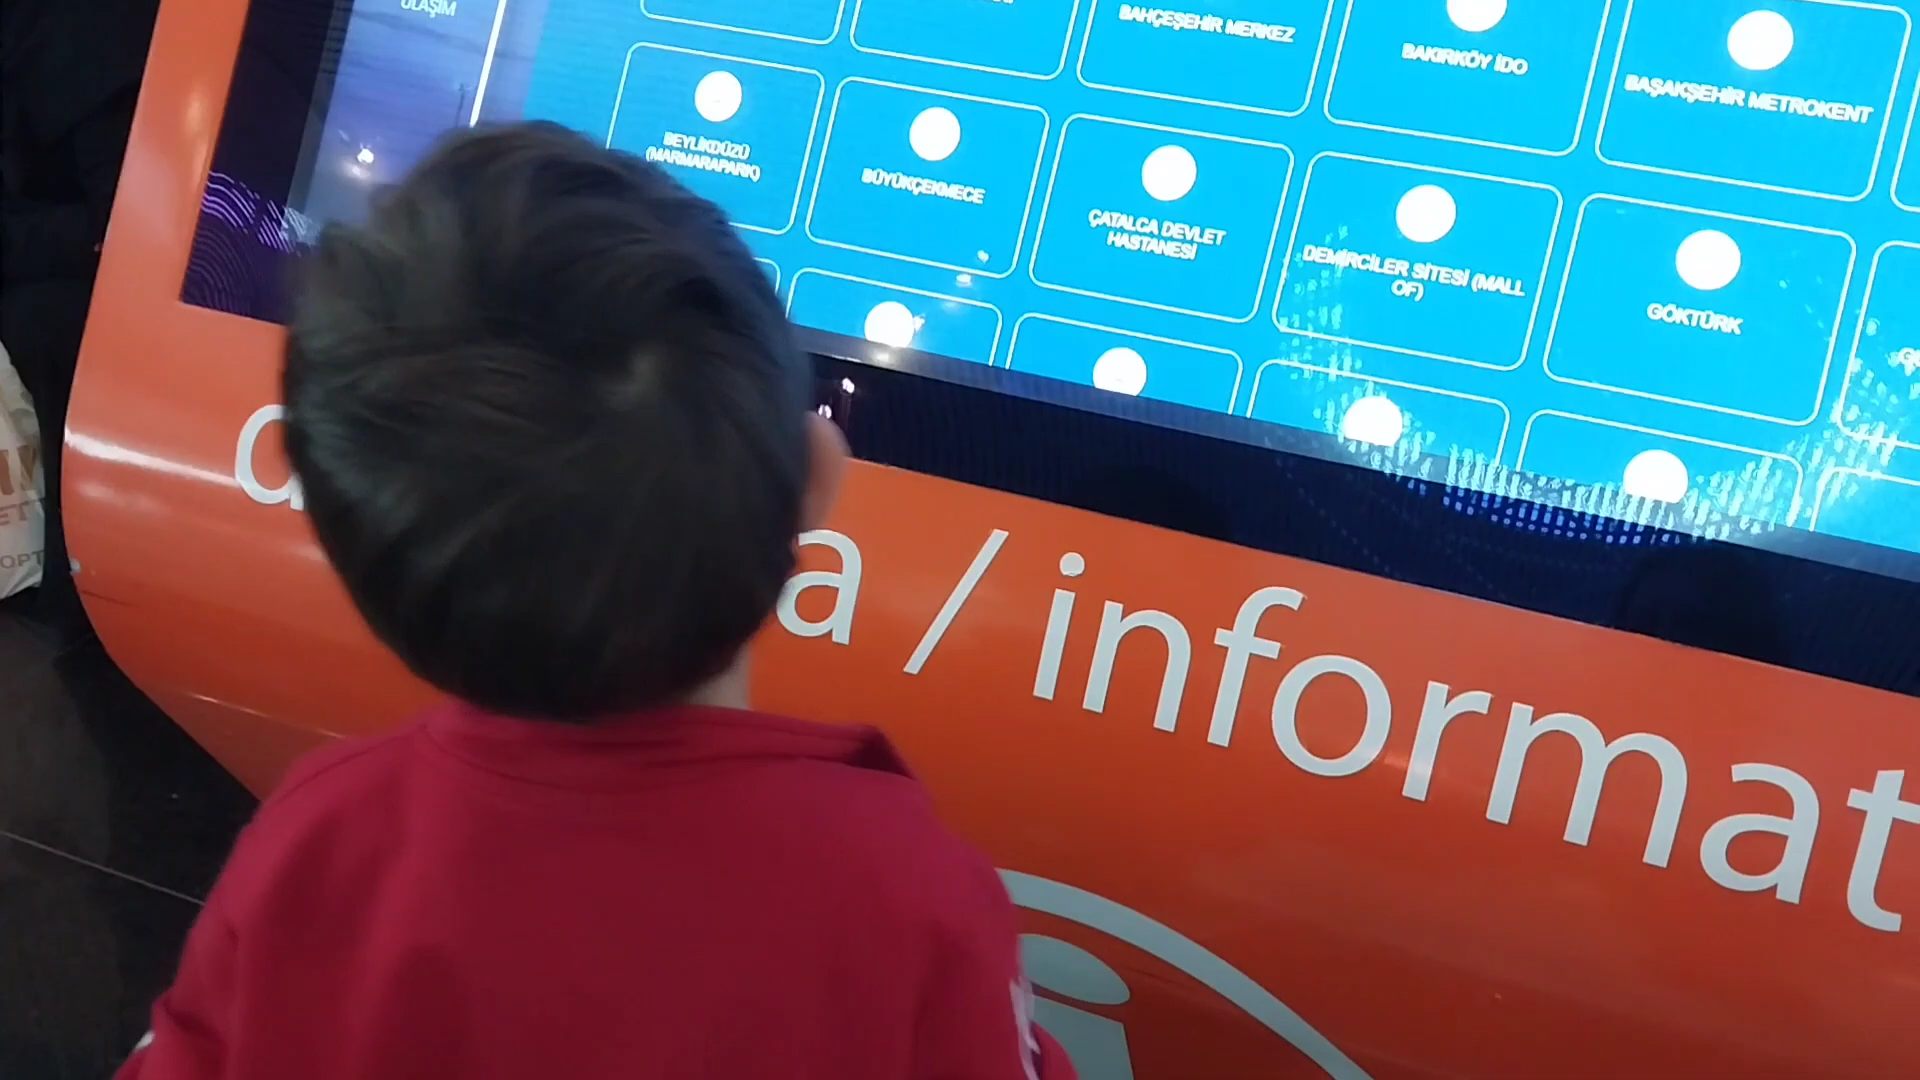 ULAŞIM
BAHÇEŞEHİR MERKEZ
BAKIRKÖY İDO
BAŞAKŞEHİR METROKENT
BEYLİKDÜZÜ
(MARMARAPARK)
BÜYÜKÇEKMECE
ÇATALCA DEVLET
HASTANESİ
DEMİRCİLER SİTESİ (MALL
OF)
GÖKTÜRK
a / informat
i